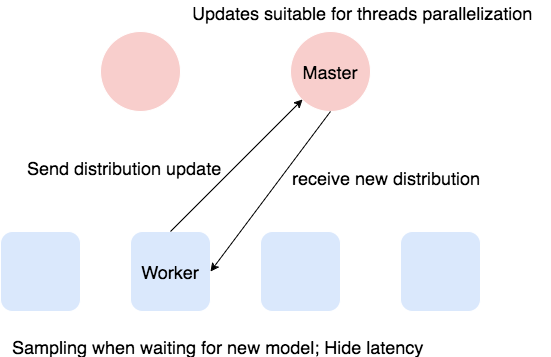 Updates suitable for threads parallelization
Master
Send distribution update
receive new distribution
Worker
Sampling when waiting for new model; Hide latency